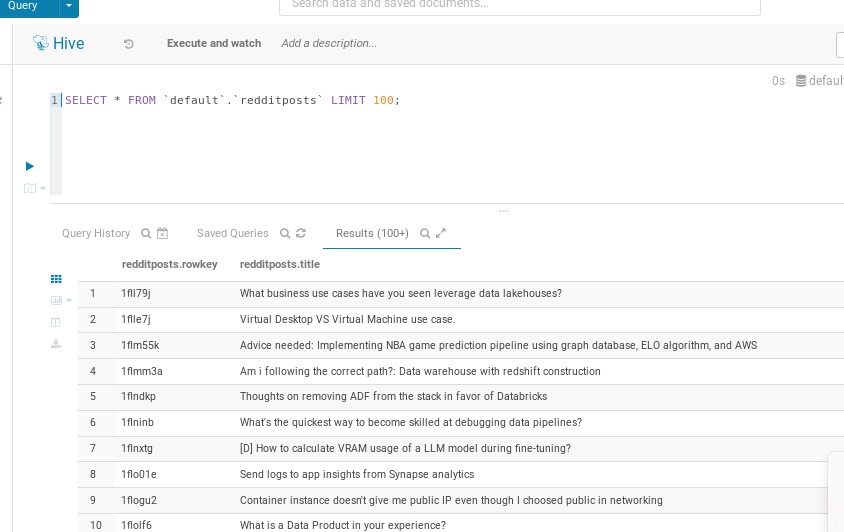 Query
Search data and saved documents...
Hive
Execute and watch
Add a description...
0s
1 SELECT * FROM `default`.`redditposts` LIMIT 100;
Query History
Saved Queries
Results (100+)
redditposts.rowkey redditposts.title
1 1fll79j What business use cases have you seen leverage data lakehouses?
2 1flle7j Virtual Desktop VS Virtual Machine use case.
3 1flm55k Advice needed: Implementing NBA game prediction pipeline using graph database, ELO algorithm, and AWS
4 1flmm3a Am i following the correct path?: Data warehouse with redshift construction
5 1flndkp Thoughts on removing ADF from the stack in favor of Databricks
6 1flninb What's the quickest way to become skilled at debugging data pipelines?
7 1flnxtg [D] How to calculate VRAM usage of a LLM model during fine-tuning?
8 1flo01e Send logs to app insights from Synapse analytics
9 1flogu2 Container instance doesn't give me public IP even though I choosed public in networking
10 1flolf6 What is a Data Product in your experience?